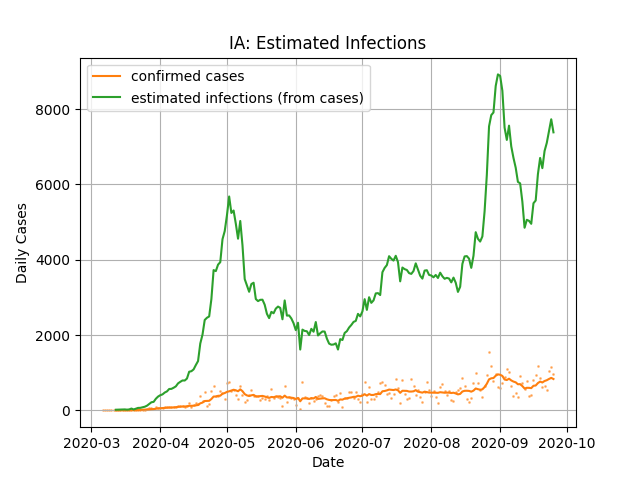 IA: Estimated Infections
confirmed cases
estimated infections (from cases)
Daily Cases
8000
6000
4000
2000
0
2020-03 2020-04 2020-05 2020-06 2020-07 2020-08 2020-09 2020-10
Date